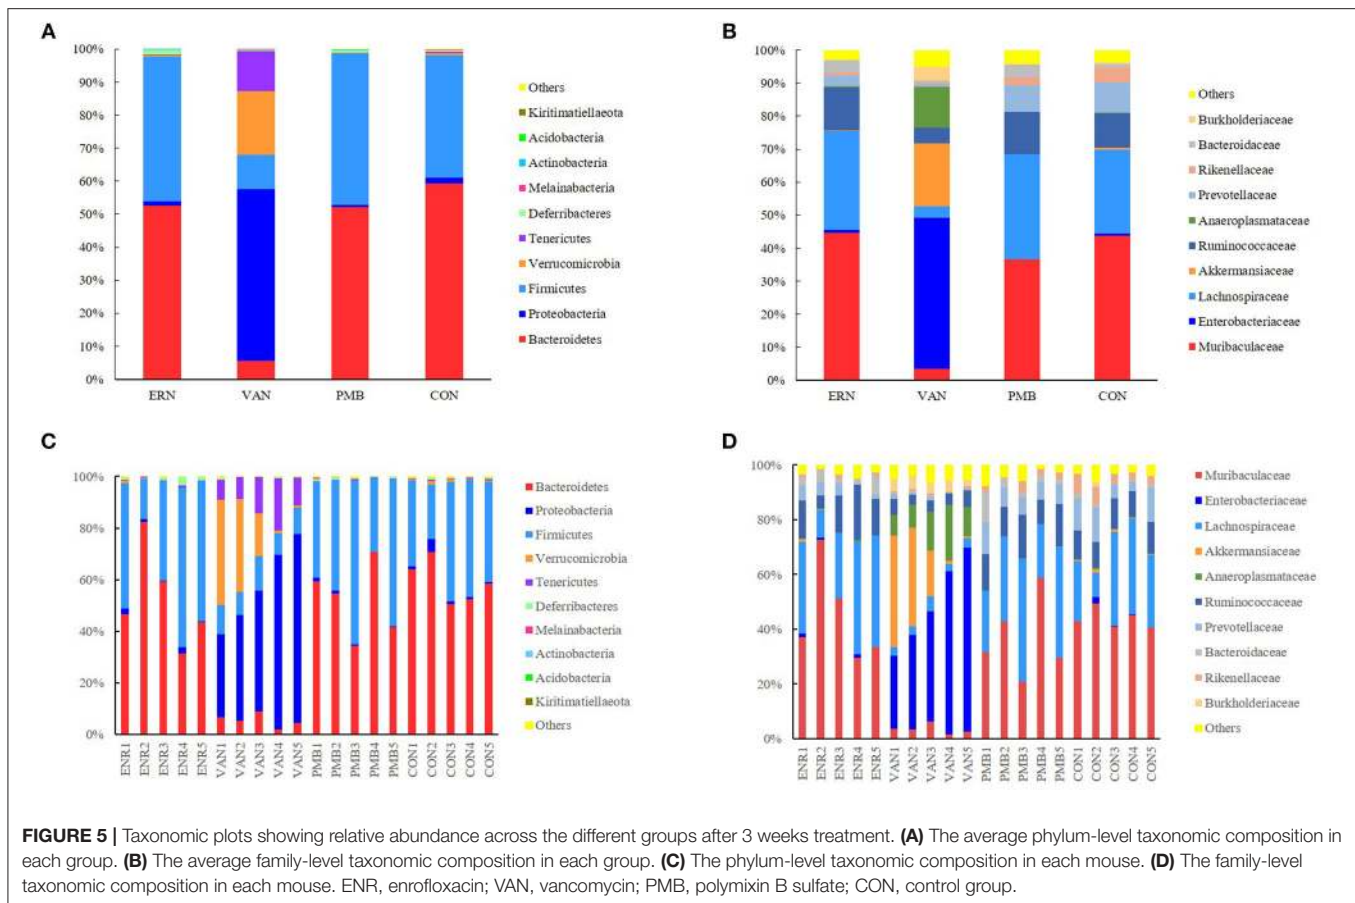 A
100%
90%
80%
70%
60%
50%
40%
30%
20%
10%
0%
ERN VAN PMB CON
Others
Kiritimatiellaeota
Acidobacteria
Actinobacteria
Melainabacteria
Deferribacteres
Tenericutes
Verrucomicrobia
Firmicutes
Proteobacteria
Bacteroidetes
B
100%
90%
80%
70%
60%
50%
40%
30%
20%
10%
0%
ERN VAN PMB CON
Others
Burkholderiaceae
Bacteroidaceae
Rikenellaceae
Prevotellaceae
Anaeroplasmataceae
Ruminococcaceae
Akkermansiaceae
Lachnospiraceae
Enterobacteriaceae
Muribaculaceae
C
100%
80%
60%
40%
20%
0%
ENR1 ENR2 ENR3 ENR4 ENR5 VAN1 VAN2 VAN3 VAN4 VAN5 PMB1 PMB2 PMB3 PMB4 PMB5 CON1 CON2 CON3 CON4 CON5
Bacteroidetes
Proteobacteria
Firmicutes
Verrucomicrobia
Tenericutes
Deferribacteres
Melainabacteria
Actinobacteria
Acidobacteria
Kiritimatiellaeota
Others
D
100%
80%
60%
40%
20%
0%
ENR1 ENR2 ENR3 ENR4 ENR5 VAN1 VAN2 VAN3 VAN4 VAN5 PMB1 PMB2 PMB3 PMB4 PMB5 CON1 CON2 CON3 CON4 CON5
Muribaculaceae
Enterobacteriaceae
Lachnospiraceae
Akkermansiaceae
Anaeroplasmataceae
Ruminococcaceae
Prevotellaceae
Bacteroidaceae
Rikenellaceae
Burkholderiaceae
Others
FIGURE 5 | Taxonomic plots showing relative abundance across the different groups after 3 weeks treatment. (A) The average phylum-level taxonomic composition in
each group. (B) The average family-level taxonomic composition in each group. (C) The phylum-level taxonomic composition in each mouse. (D) The family-level
taxonomic composition in each mouse. ENR, enrofloxacin; VAN, vancomycin; PMB, polymixin B sulfate; CON, control group.